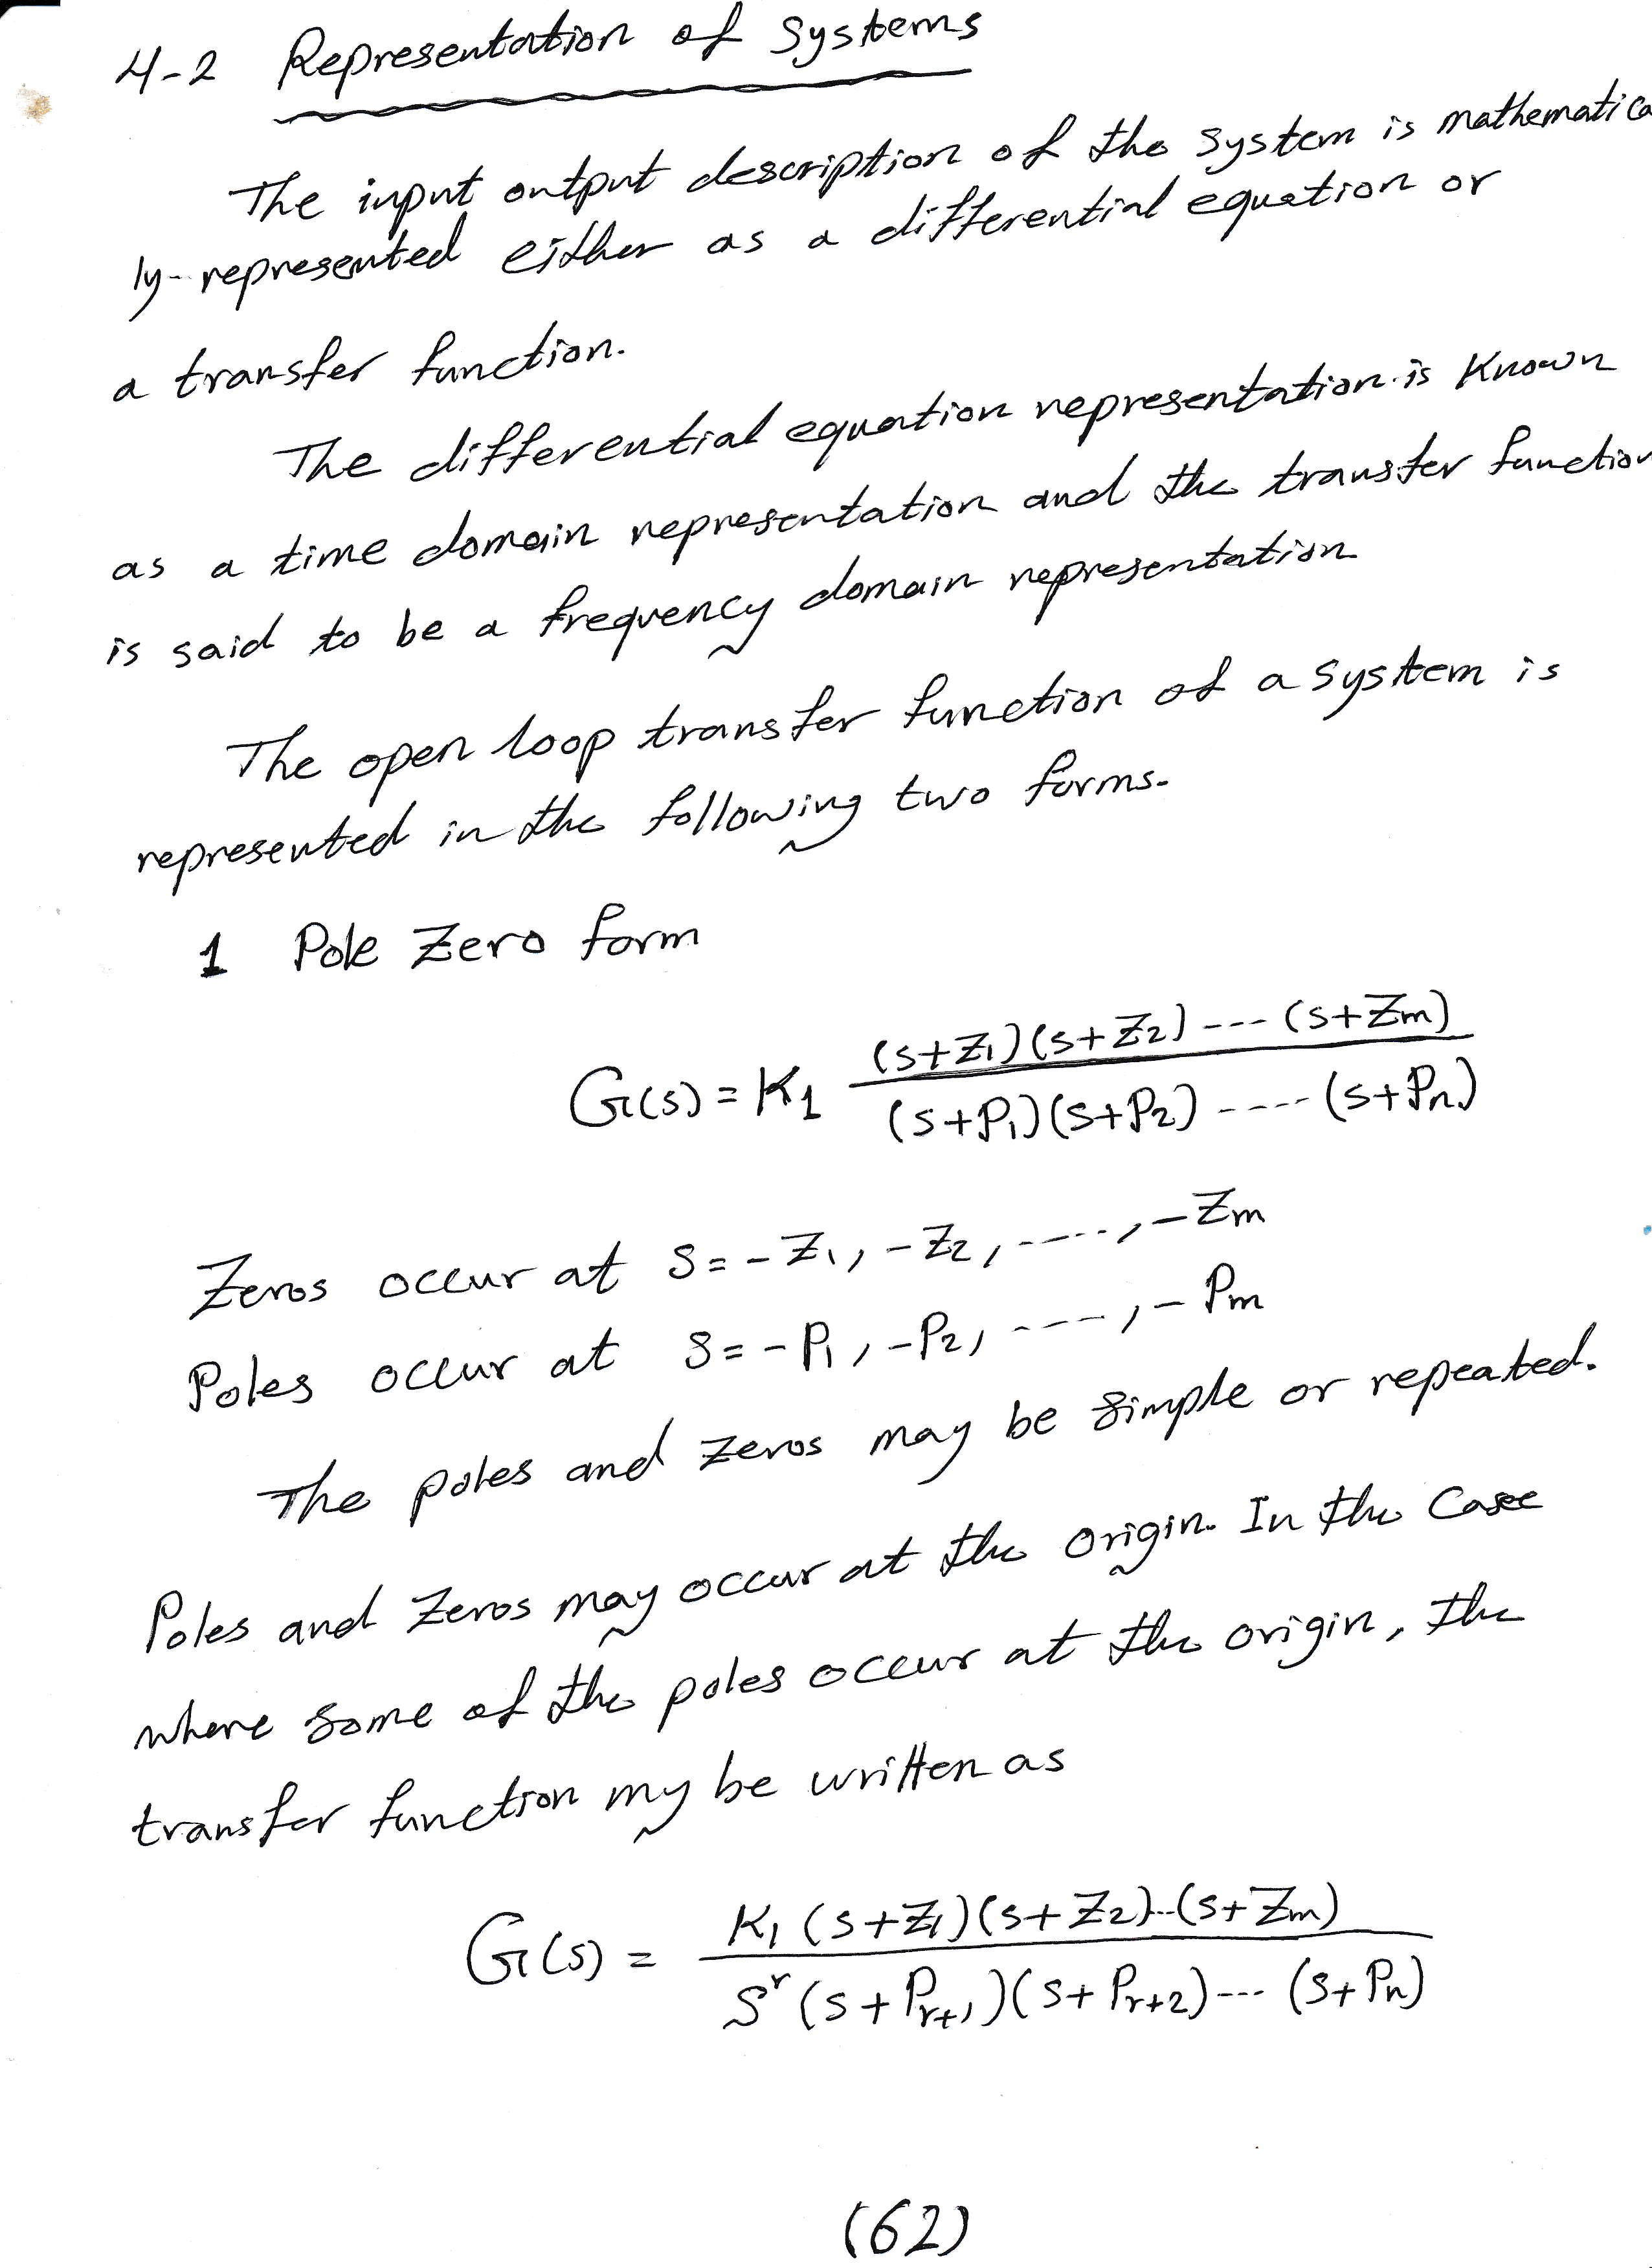 4-2 Representation of Systems
The input output description of the system is mathematica
ly-represented either as a differential equation or
a transfer function.
The differential equation representation is Known
as a time domain representation and the transfer function
is said to be a frequency domain representation
The open loop transfer function of a system is
represented in the following two forms.
1 Pole Zero form
G(s) = K1 (s+Z1)(s+Z2) --- (s+Zm) / (s+P1)(s+P2) ---- (s+Pn)
Zeros occur at S = -Z1, -Z2, ----, -Zm
Poles occur at S = -P1, -P2, ----, -Pm
The poles and zeros may be simple or repeated.
Poles and Zeros may occur at the origin. In the Case
where some of the poles occur at the origin, the
transfer function my be written as
G(s) = K1 (s+Z1)(s+Z2)--(s+Zm) / S^r (s+Pr+1)(s+Pr+2)--- (s+Pn)
(62)